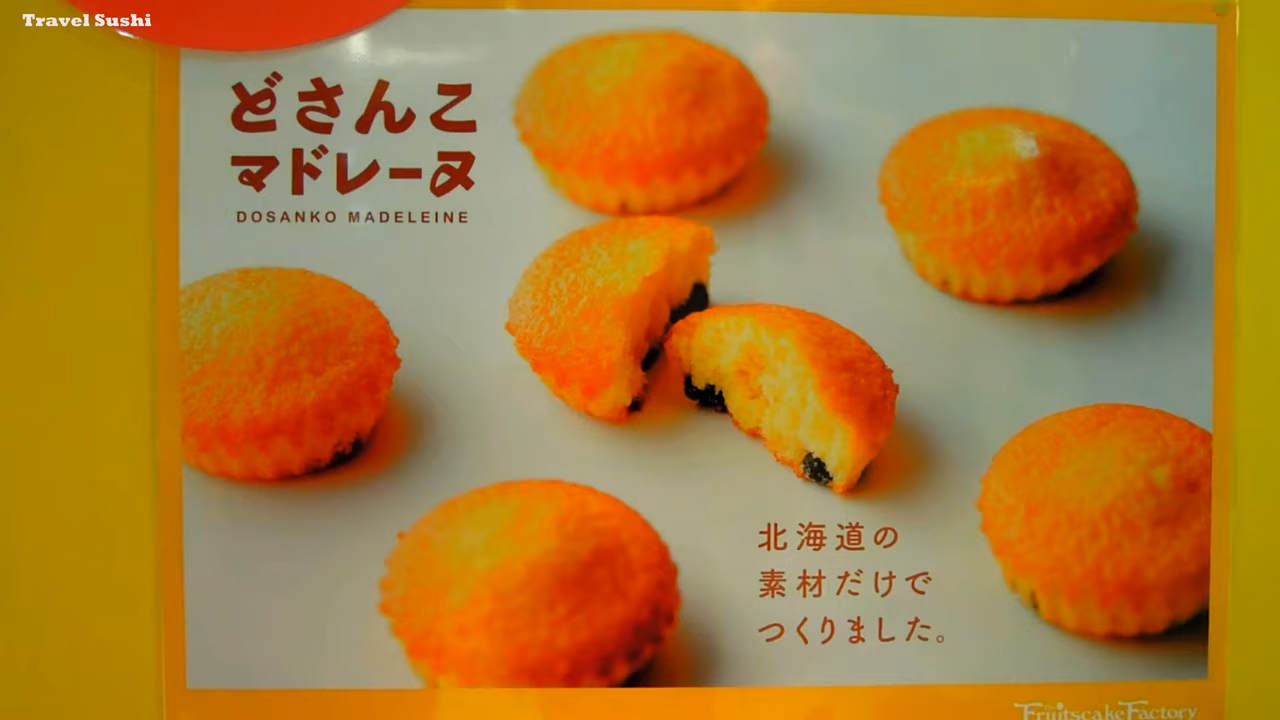 Travel Sushi
どさんこ
マドレーヌ
DOSANKO MADELEINE
北海道の
素材だけで
つくりました。
FruitscakeFactory